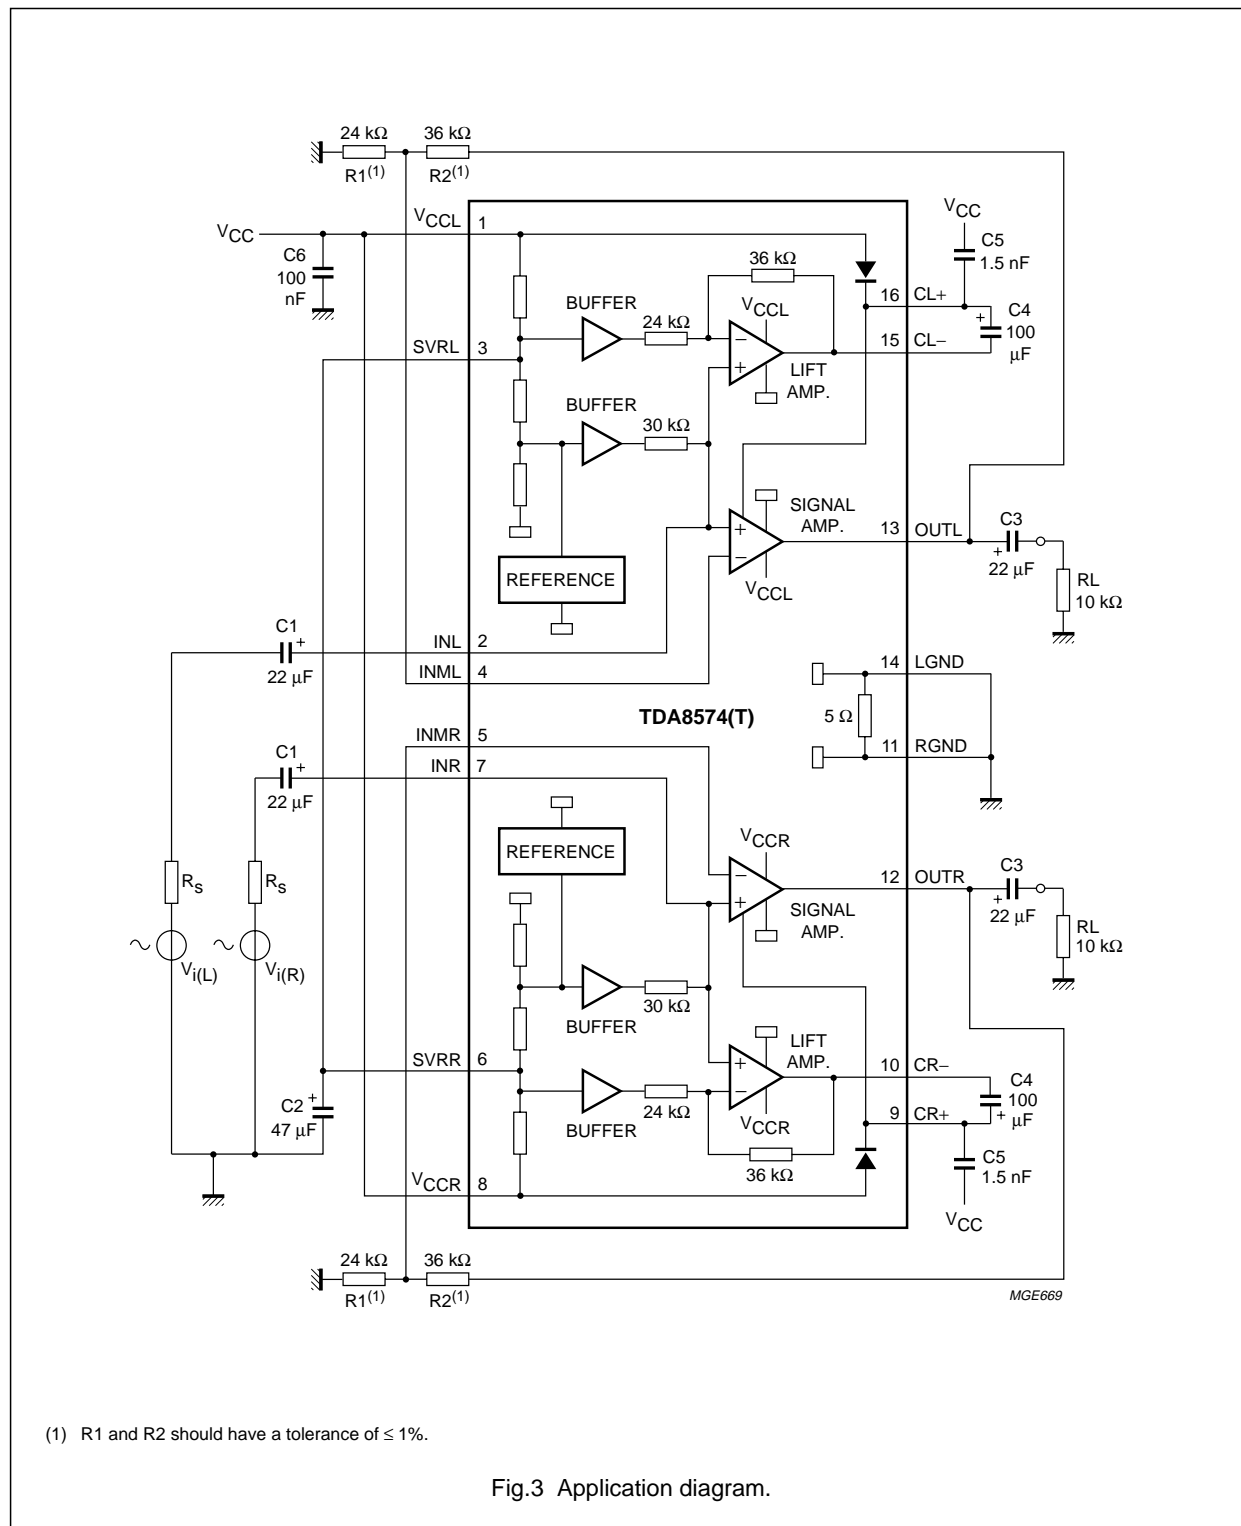 24 kΩ 36 kΩ
R1(1) R2(1)
VCCL 1
VCC
VCC
C6
100
nF
C5
1.5 nF
36 kΩ
BUFFER
VCCL
16 CL+
24 kΩ
C4
100
μF
+
SVRL 3
−
+
15 CL−
LIFT
AMP.
BUFFER
30 kΩ
SIGNAL
AMP.
+
−
13 OUTL
C3
+
22 μF
REFERENCE
VCCL
RL
10 kΩ
C1
+
22 μF
INL 2
INML 4
14 LGND
TDA8574(T)
5 Ω
INMR 5
11 RGND
C1
+
22 μF
INR 7
REFERENCE
VCCR
−
+
12 OUTR
C3
+
22 μF
SIGNAL
AMP.
RS
RS
RL
10 kΩ
Vi(L)
Vi(R)
30 kΩ
BUFFER
LIFT
AMP.
SVRR 6
+
−
10 CR−
C4
100
μF
+
C2
+
47 μF
24 kΩ
BUFFER
VCCR
9 CR+
36 kΩ
C5
1.5 nF
VCCR 8
VCC
24 kΩ 36 kΩ
R1(1) R2(1)
MGE669
(1) R1 and R2 should have a tolerance of ≤ 1%.
Fig.3 Application diagram.